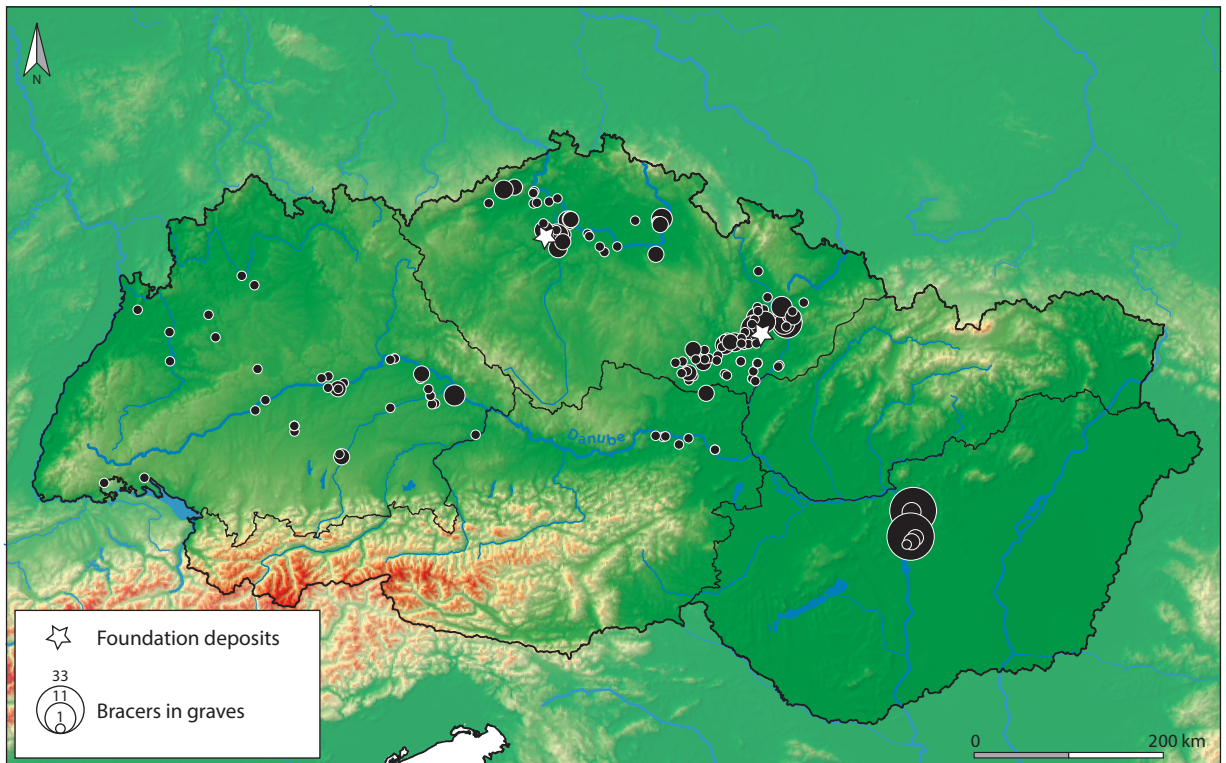 N
Danube
Foundation deposits
33
11
1
Bracers in graves
0 200 km